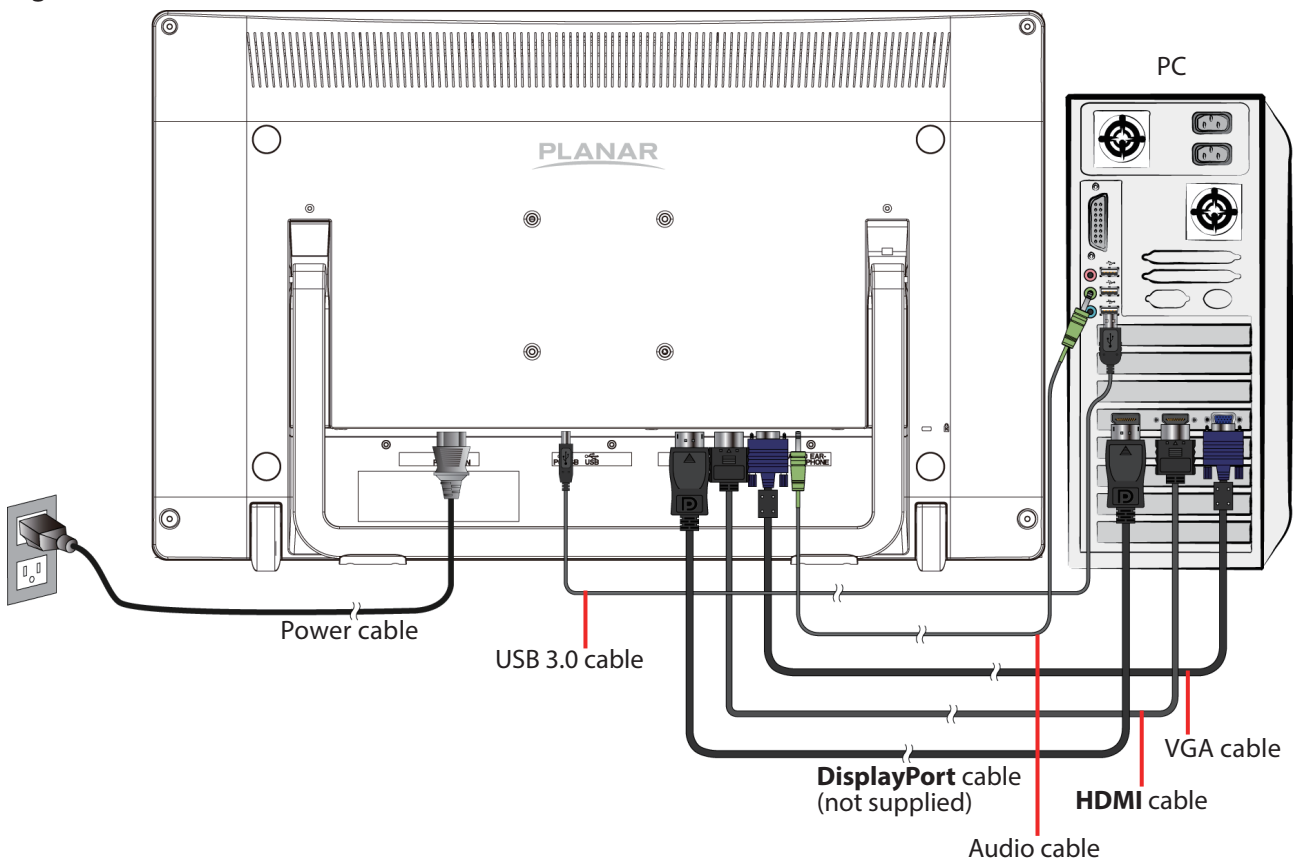 PC
PLANAR
USB
EAR-
PHONE
Power cable
USB 3.0 cable
VGA cable
DisplayPort cable
(not supplied)
HDMI cable
Audio cable